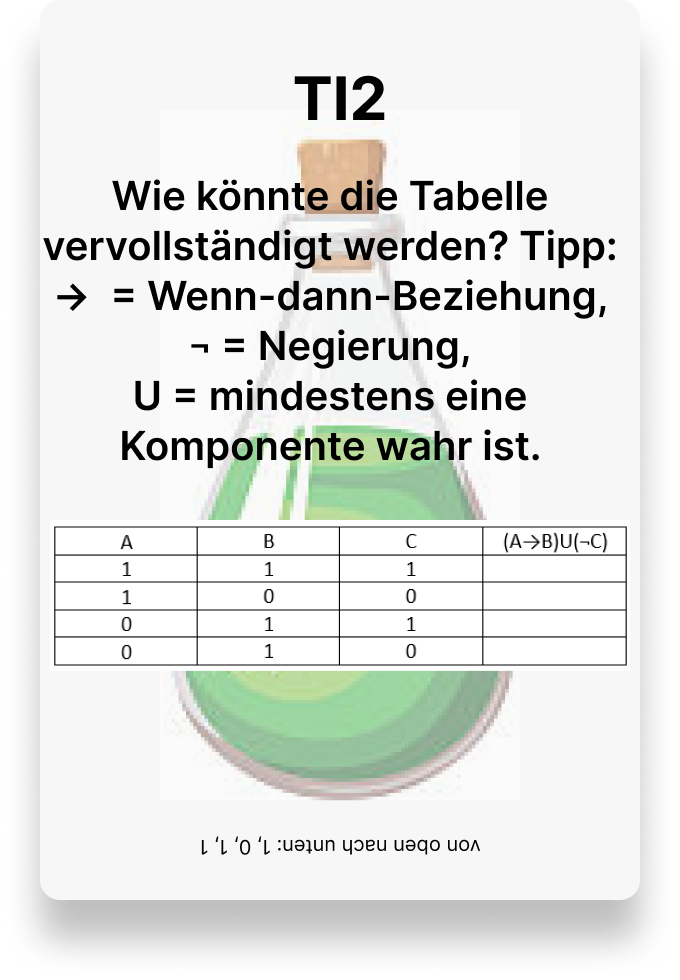 TI2
Wie könnte die Tabelle
vervollständigt werden? Tipp:
→ = Wenn-dann-Beziehung,
¬ = Negierung,
U = mindestens eine
Komponente wahr ist.
A B C (A→B)U(¬C)
1 1 1
1 0 0
0 1 1
0 1 0
von oben nach unten: 1, 0, 1, 1